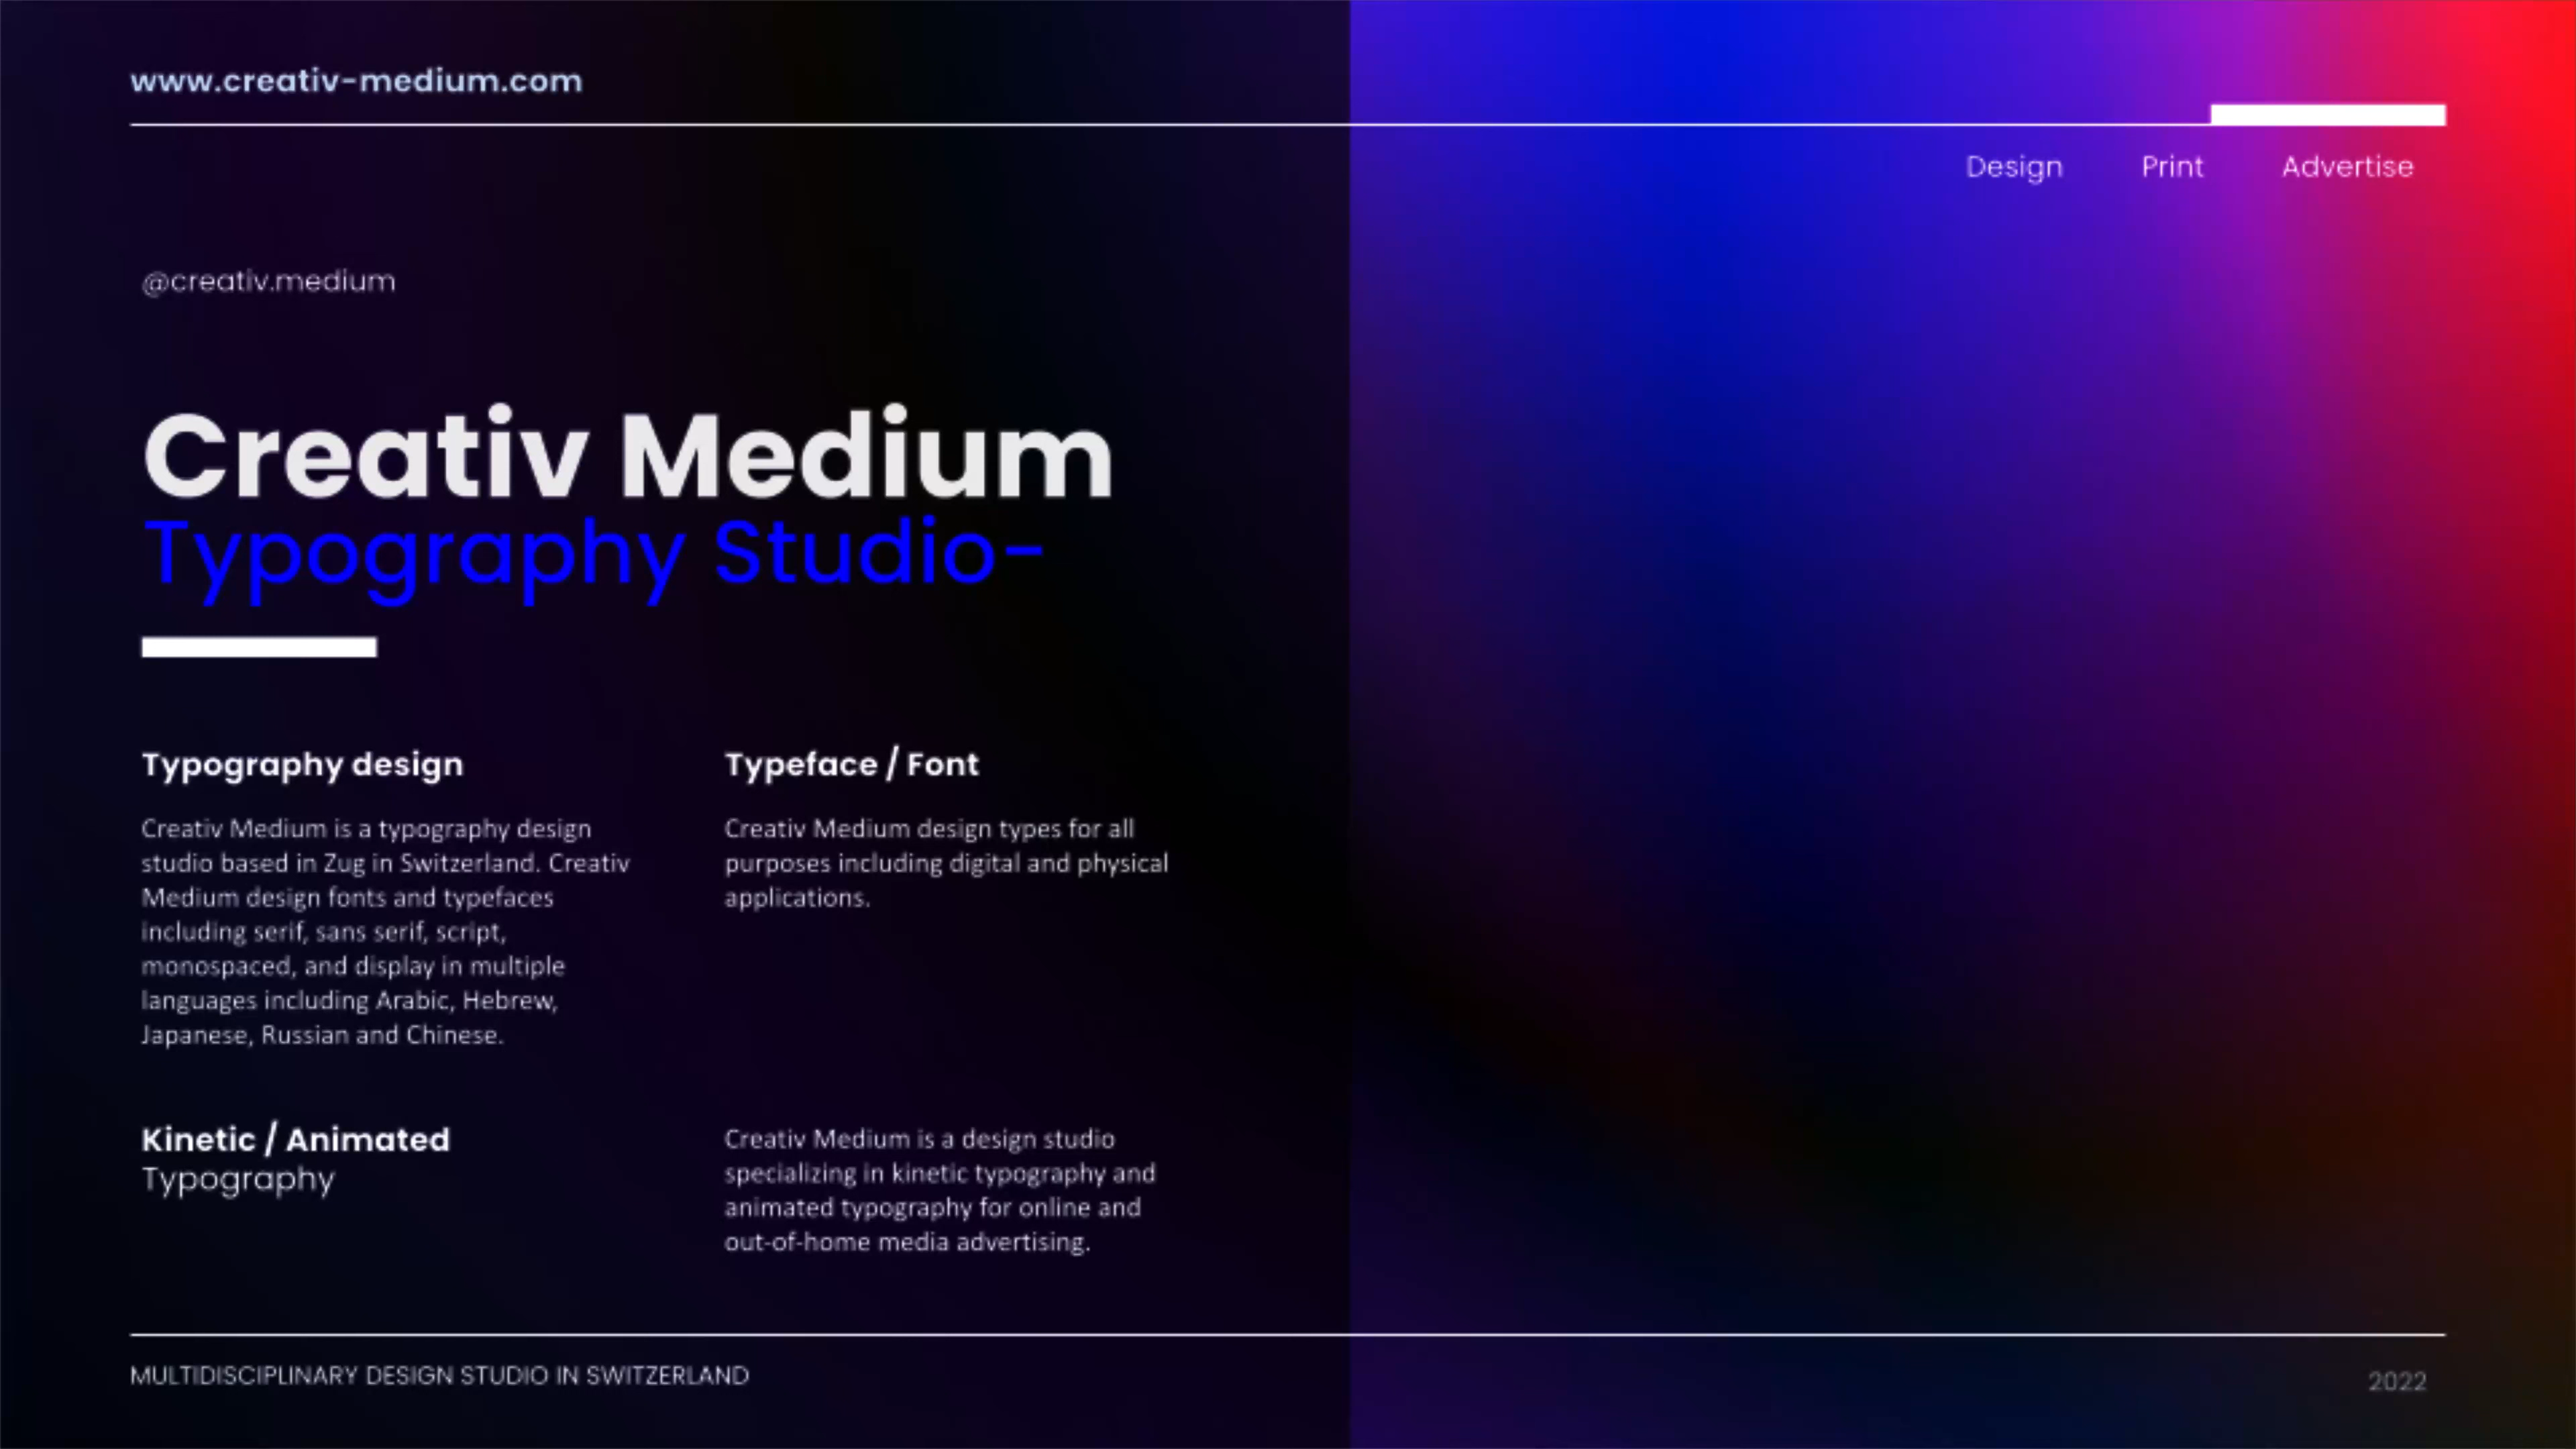 www.creativ-medium.com
Design Print Advertise
@creativ.medium
Creativ Medium
Typography Studio-
Typography design
Creativ Medium is a typography design
studio based in Zug in Switzerland. Creativ
Medium design fonts and typefaces
including serif, sans serif, script,
monospaced, and display in multiple
languages including Arabic, Hebrew,
Japanese, Russian and Chinese.
Typeface / Font
Creativ Medium design types for all
purposes including digital and physical
applications.
Kinetic / Animated
Typography
Creativ Medium is a design studio
specializing in kinetic typography and
animated typography for online and
out-of-home media advertising.
MULTIDISCIPLINARY DESIGN STUDIO IN SWITZERLAND
2022